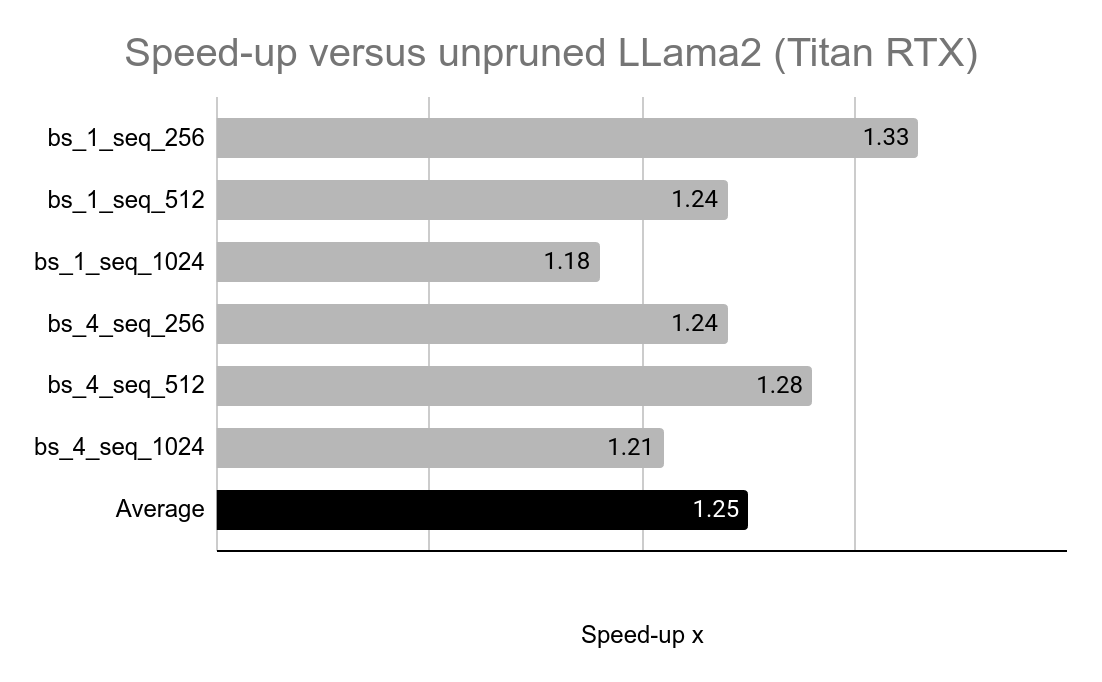 Speed-up versus unpruned LLama2 (Titan RTX)
bs_1_seq_256 1.33
bs_1_seq_512 1.24
bs_1_seq_1024 1.18
bs_4_seq_256 1.24
bs_4_seq_512 1.28
bs_4_seq_1024 1.21
Average 1.25
Speed-up x